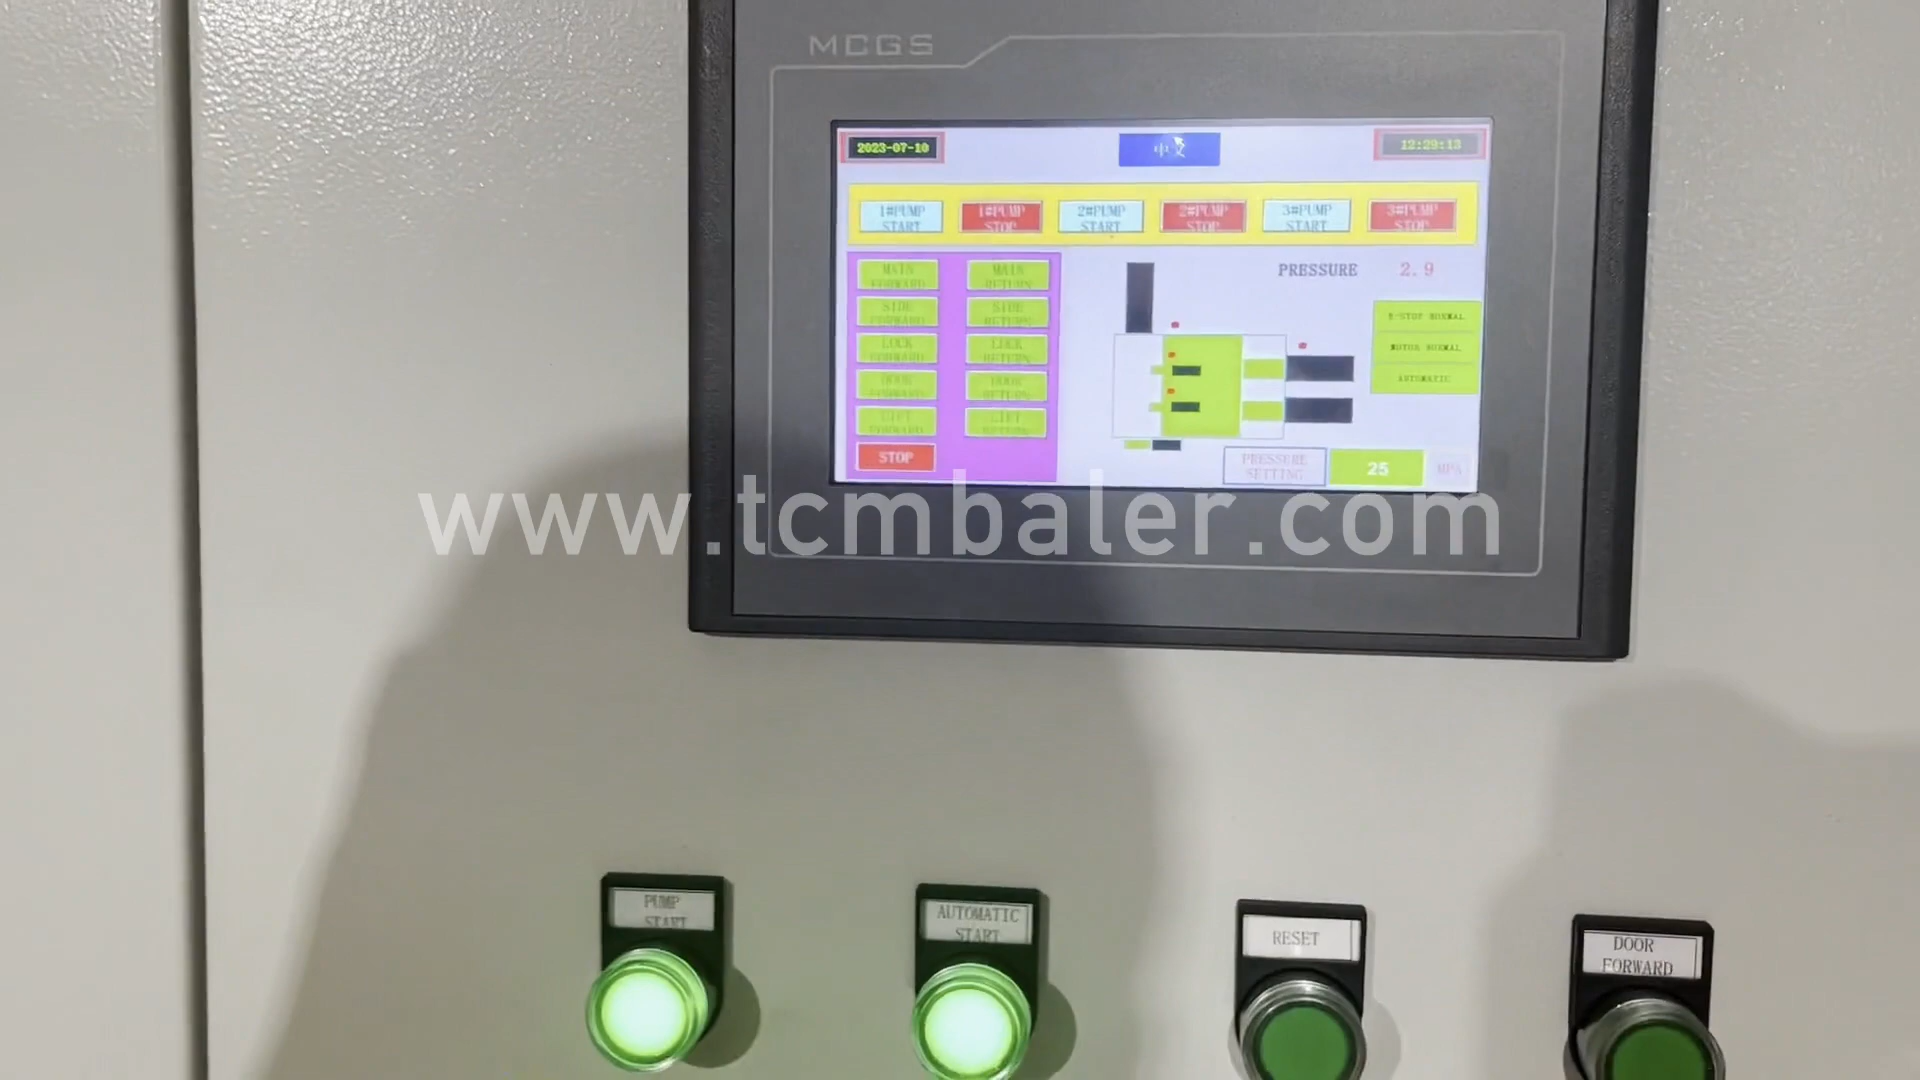 MCGS
2023-07-10
中文
12:29:13
1#PUMP
START
1#PUMP
STOP
2#PUMP
START
2#PUMP
STOP
3#PUMP
START
3#PUMP
STOP
MAIN
FORWARD
MAIN
RETURN
PRESSURE 2.9
SIDE
FORWARD
SIDE
RETURN
E-STOP NORMAL
LOCK
FORWARD
LOCK
RETURN
MOTOR NORMAL
DOOR
FORWARD
DOOR
RETURN
AUTOMATIC
LIFT
FORWARD
LIFT
RETURN
STOP
PRESSURE
SETTING
25
MPA
www.tcmbaler.com
PUMP
START
AUTOMATIC
START
RESET
DOOR
FORWARD